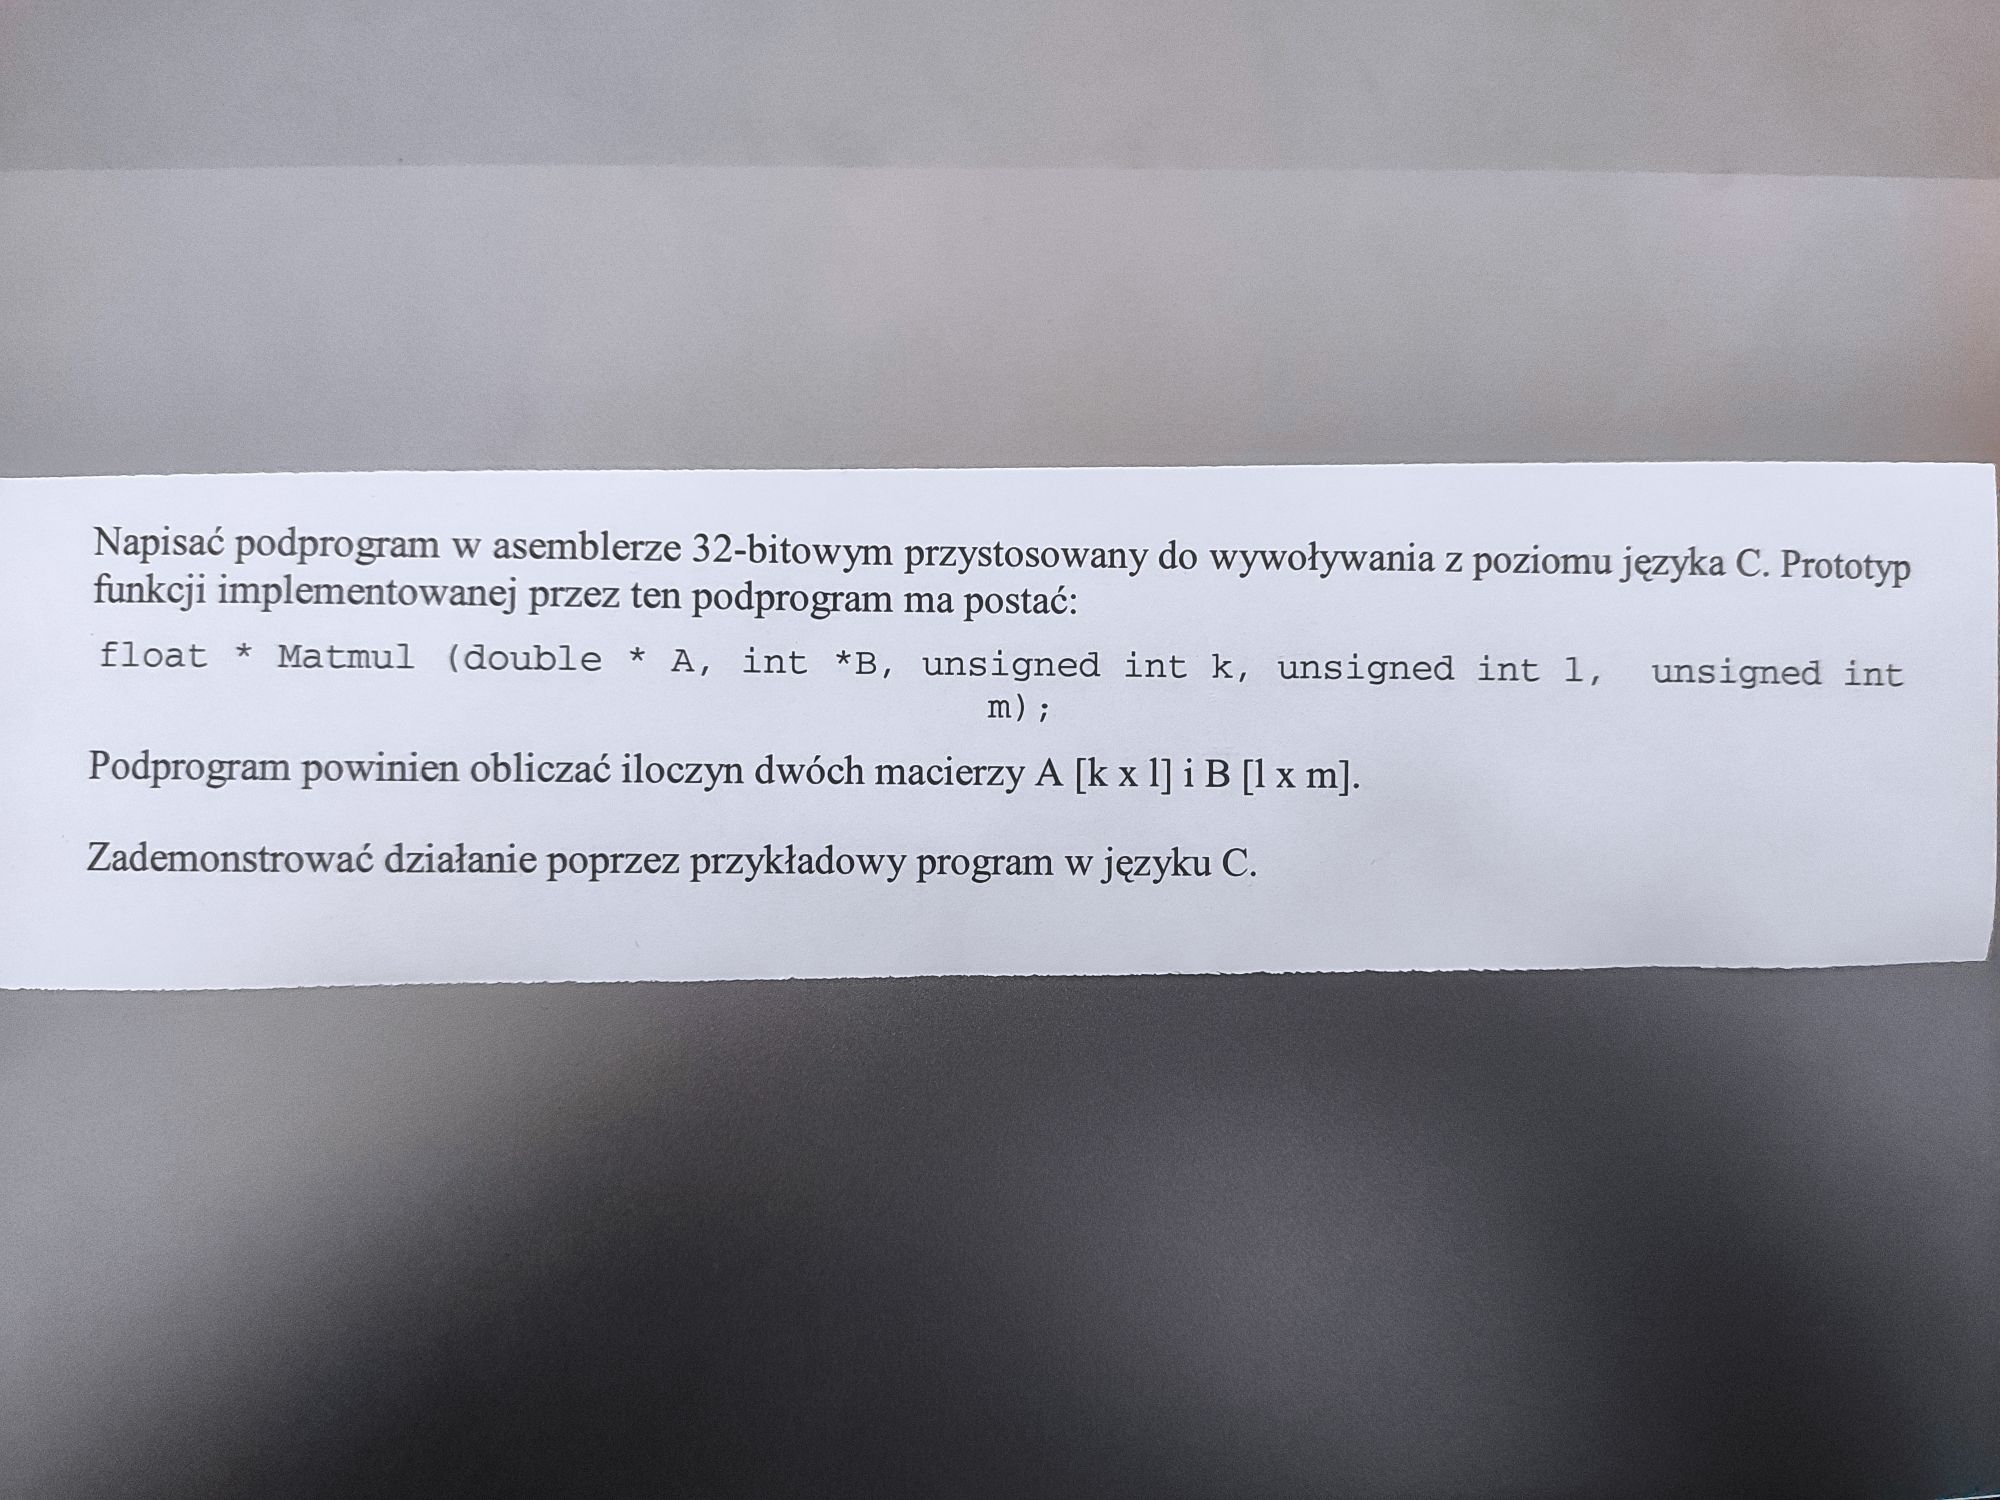 Napisać podprogram w asemblerze 32-bitowym przystosowany do wywoływania z poziomu języka C. Prototyp
funkcji implementowanej przez ten podprogram ma postać:
float * Matmul (double * A, int *B, unsigned int k, unsigned int l, unsigned int
m);
Podprogram powinien obliczać iloczyn dwóch macierzy A [k x l] i B [l x m].
Zademonstrować działanie poprzez przykładowy program w języku C.